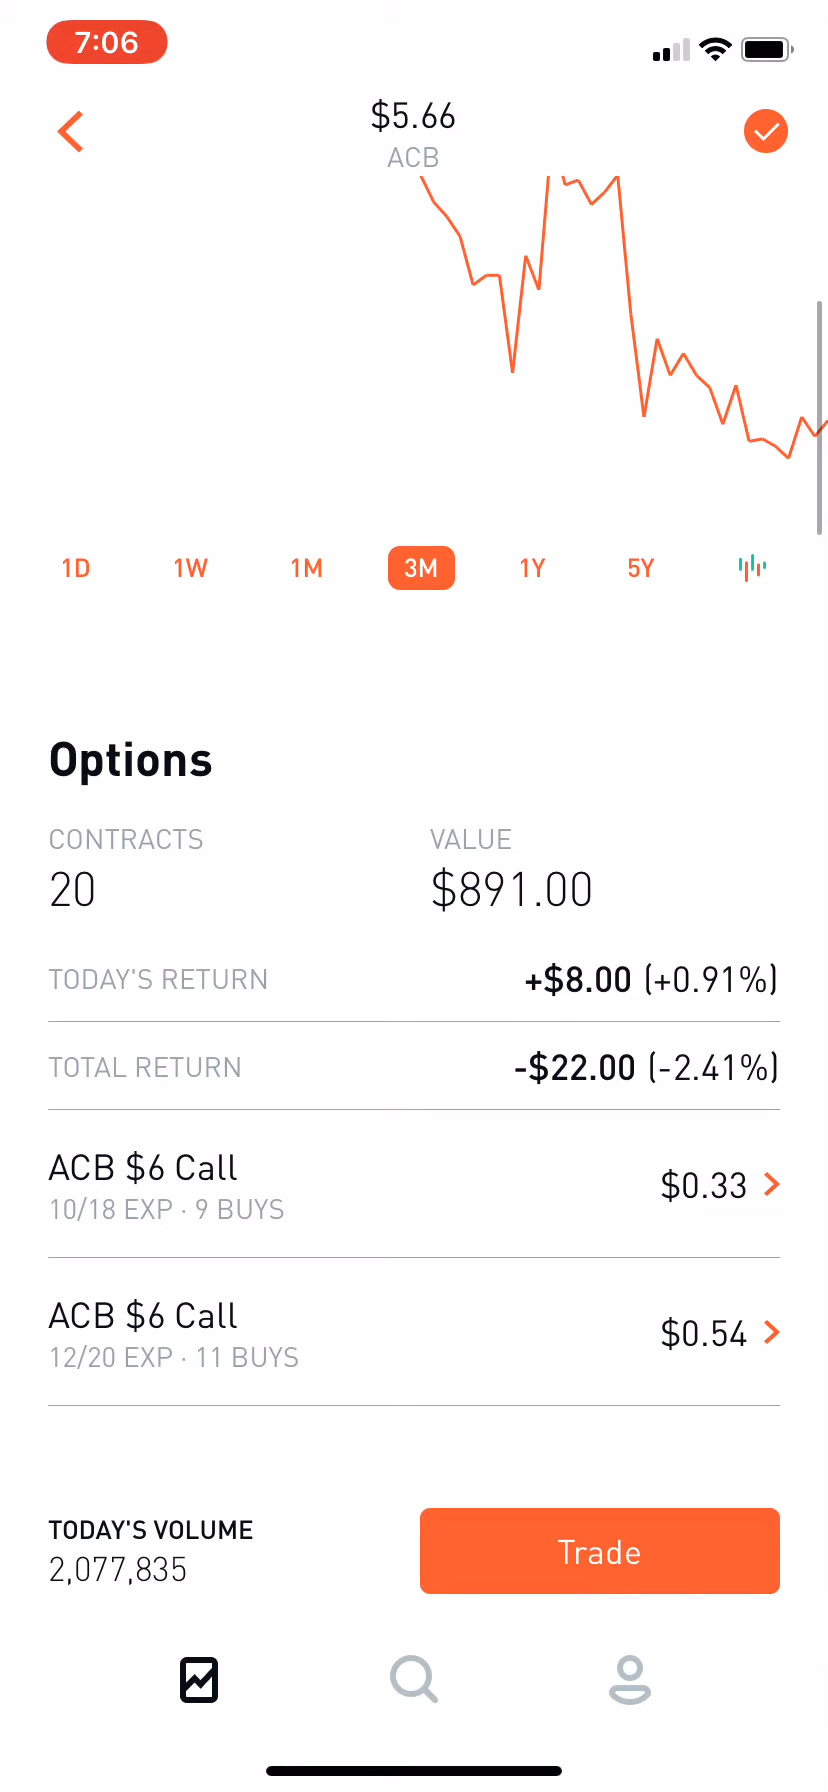 7:06
$5.66
ACB
1D 1W 1M 3M 1Y 5Y
Options
CONTRACTS VALUE
20 $891.00
TODAY'S RETURN +$8.00 (+0.91%)
TOTAL RETURN -$22.00 (-2.41%)
ACB $6 Call
10/18 EXP · 9 BUYS
$0.33
ACB $6 Call
12/20 EXP · 11 BUYS
$0.54
TODAY'S VOLUME
2,077,835
Trade